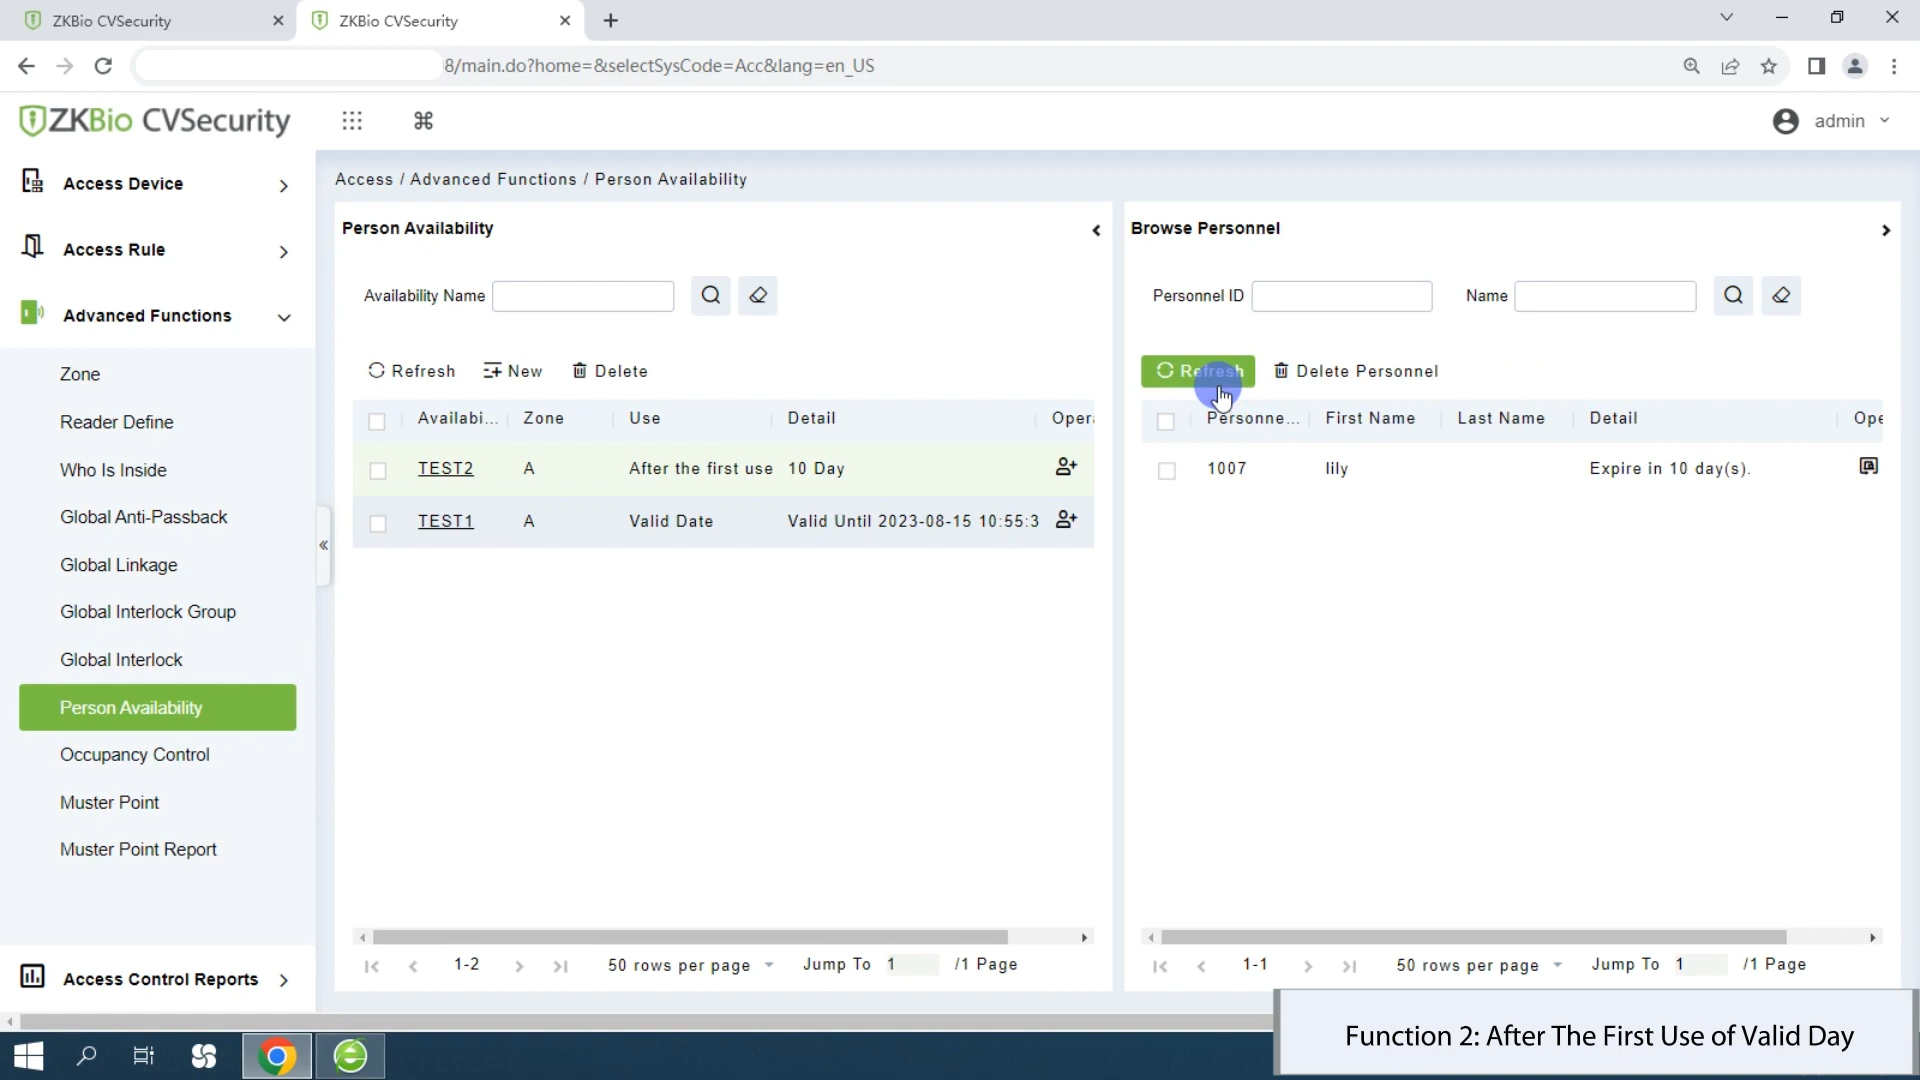 ZKBio CVSecurity
ZKBio CVSecurity
8/main.do?home=&selectSysCode=Acc&lang=en_US
ZKBio CVSecurity
admin
Access Device
Access Rule
Advanced Functions
Zone
Reader Define
Who Is Inside
Global Anti-Passback
Global Linkage
Global Interlock Group
Global Interlock
Person Availability
Occupancy Control
Muster Point
Muster Point Report
Access Control Reports
Access / Advanced Functions / Person Availability
Person Availability
Availability Name
Refresh New Delete
Availabi... Zone Use Detail Opera
TEST2 A After the first use 10 Day
TEST1 A Valid Date Valid Until 2023-08-15 10:55:3
1-2 50 rows per page Jump To 1 /1 Page
Browse Personnel
Personnel ID Name
Refresh Delete Personnel
Personne... First Name Last Name Detail Ope
1007 lily Expire in 10 day(s).
1-1 50 rows per page Jump To 1 /1 Page
Function 2: After The First Use of Valid Day